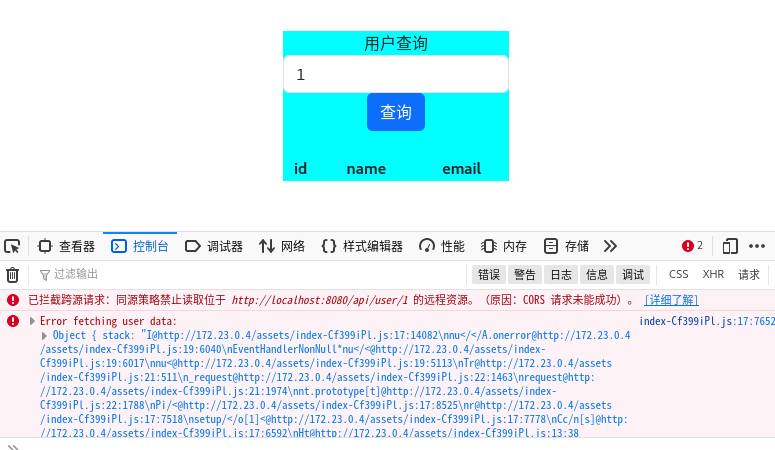 用户查询
1
查询
id name email
查看器 控制台 调试器 网络 样式编辑器 性能 内存 存储 2
过滤输出 错误 警告 日志 信息 调试 CSS XHR 请求
已拦截跨源请求：同源策略禁止读取位于 http://localhost:8080/api/user/1 的远程资源。（原因：CORS 请求未能成功）。 [详细了解]
Error fetching user data: index-Cf399iPl.js:17:7652
Object { stack: "I@http://172.23.0.4/assets/index-Cf399iPl.js:17:14082\nnu</</A.onerror@http://172.23.0.4
/assets/index-Cf399iPl.js:19:6040\nEventHandlerNonNull*nu</<@http://172.23.0.4/assets/index-
Cf399iPl.js:19:6017\nnu<@http://172.23.0.4/assets/index-Cf399iPl.js:19:5113\nTr@http://172.23.0.4/assets
/index-Cf399iPl.js:21:511\n_request@http://172.23.0.4/assets/index-Cf399iPl.js:22:1463\nrequest@http:
//172.23.0.4/assets/index-Cf399iPl.js:21:1974\nnt.prototype[t]@http://172.23.0.4/assets/index-
Cf399iPl.js:22:1788\nPi/<@http://172.23.0.4/assets/index-Cf399iPl.js:17:8525\nr@http://172.23.0.4/assets
/index-Cf399iPl.js:17:7518\nsetup/</o[1]<@http://172.23.0.4/assets/index-Cf399iPl.js:17:7778\nCc/n[s]@http:
//172.23.0.4/assets/index-Cf399iPl.js:17:6592\nHt@http://172.23.0.4/assets/index-Cf399iPl.js:13:38